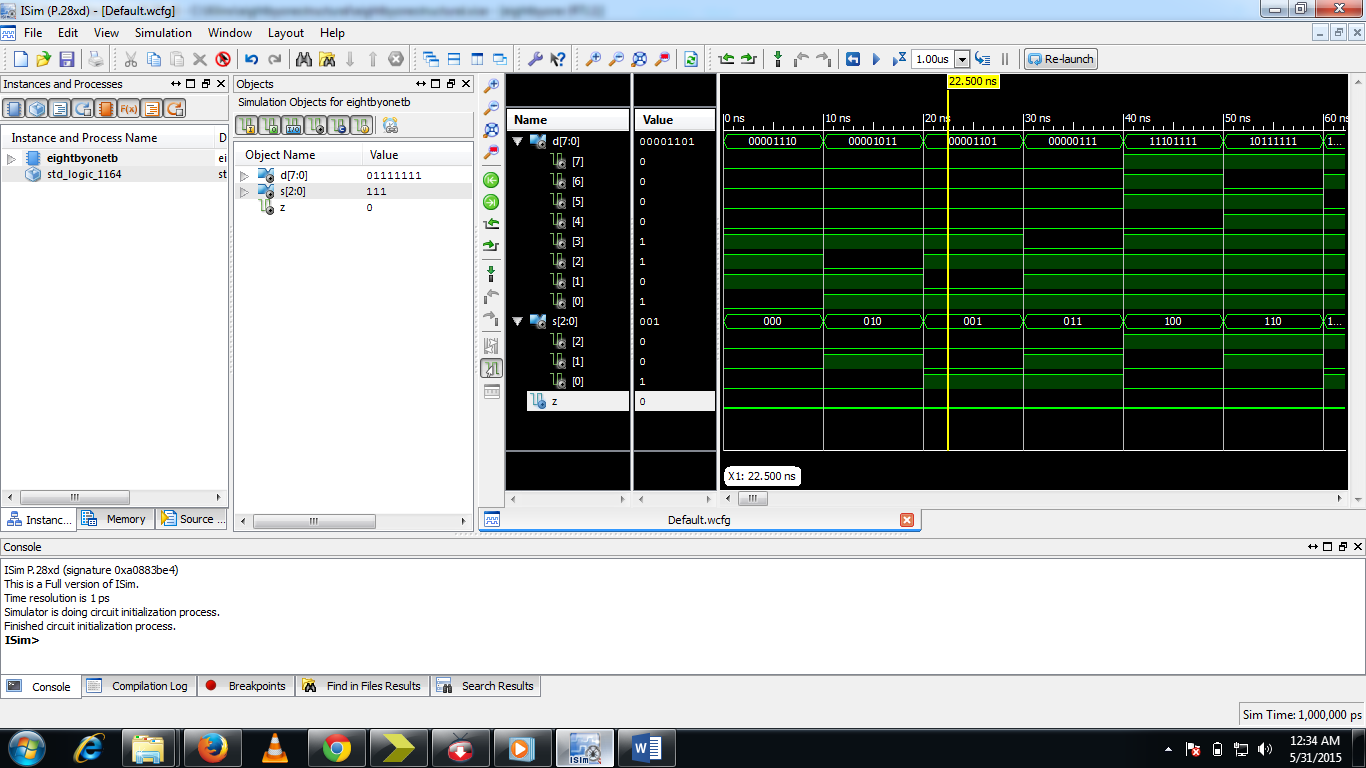 ISim (P.28xd) - [Default.wcfg]
File Edit View Simulation Window Layout Help
1.00us Re-launch
Instances and Processes
Instance and Process Name D
eightbyonetb ei
std_logic_1164 st
Instanc... Memory Source ...
Objects
Simulation Objects for eightbyonetb
Object Name Value
d[7:0] 01111111
s[2:0] 111
z 0
22.500 ns
Name Value
0 ns 10 ns 20 ns 30 ns 40 ns 50 ns 60 ns
d[7:0] 00001101 00001110 00001011 00001101 00000111 11101111 10111111 1...
[7] 0
[6] 0
[5] 0
[4] 0
[3] 1
[2] 1
[1] 0
[0] 1
s[2:0] 001 000 010 001 011 100 110 1...
[2] 0
[1] 0
[0] 1
z 0
X1: 22.500 ns
Default.wcfg
Console
ISim P.28xd (signature 0xa0883be4)
This is a Full version of ISim.
Time resolution is 1 ps
Simulator is doing circuit initialization process.
Finished circuit initialization process.
ISim>
Console Compilation Log Breakpoints Find in Files Results Search Results
Sim Time: 1,000,000 ps
12:34 AM
5/31/2015